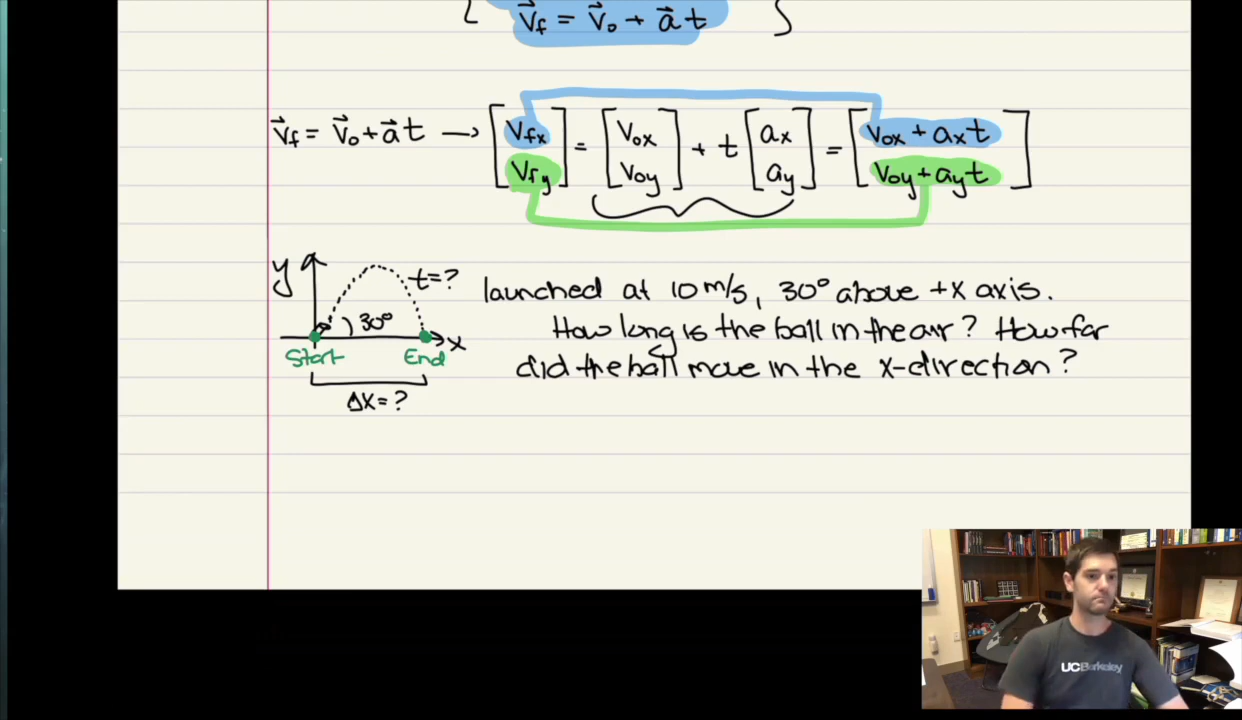 [ v⃗f = v⃗o + a⃗ t ]
v⃗f = v⃗o + a⃗ t → [vfx vfy] = [vox voy] + t [ax ay] = [vox + axt voy + ayt]
y t=? launched at 10 m/s, 30° above +x axis.
30° How long is the ball in the air? How far
x
Start End did the ball move in the x-direction?
Δx = ?
UC Berkeley